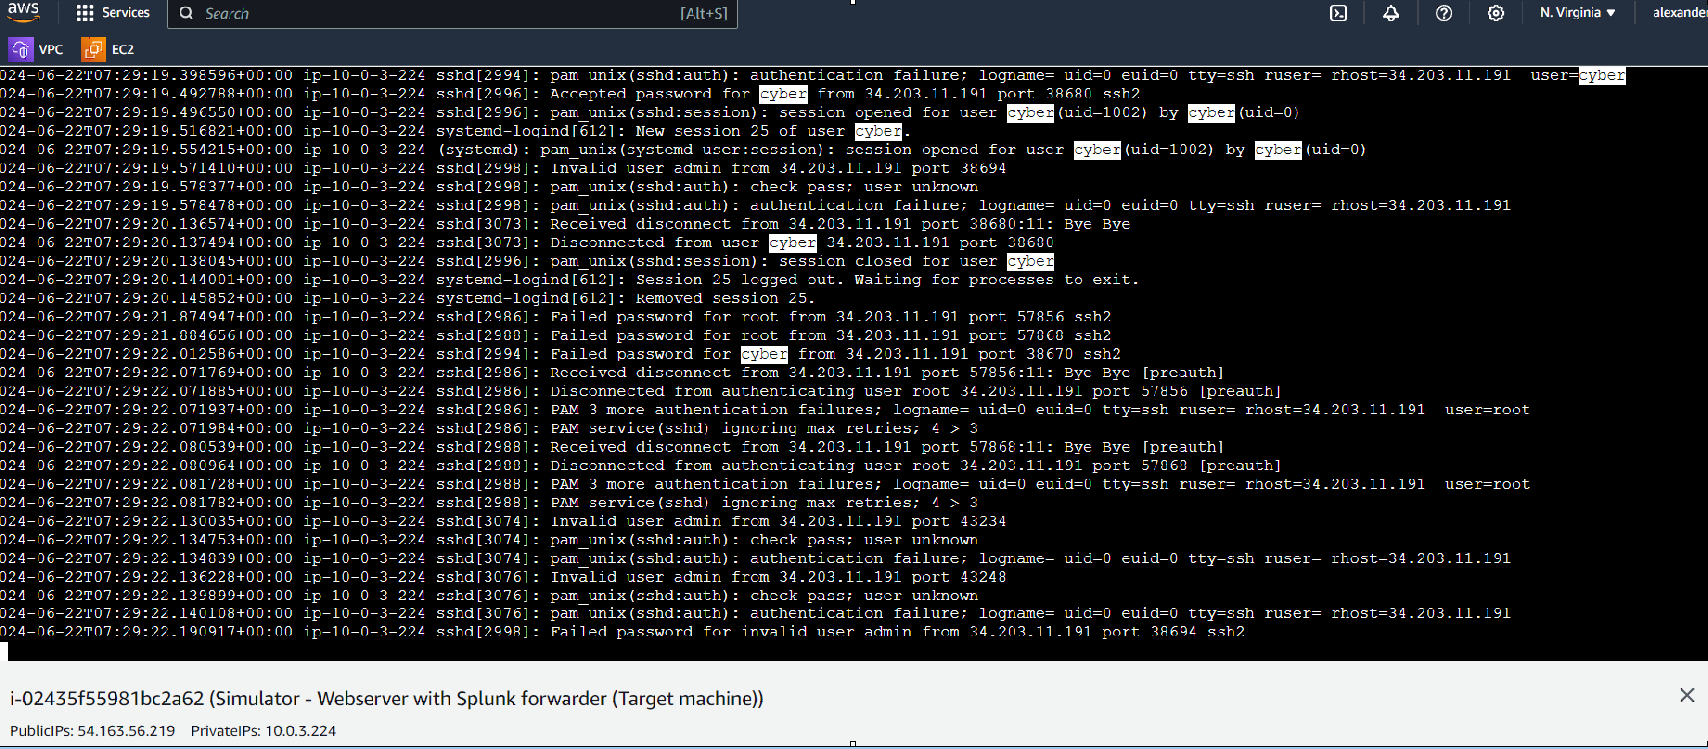 aws
Services
Search
[Alt+S]
N. Virginia
alexander
VPC
EC2
024-06-22T07:29:19.398596+00:00 ip-10-0-3-224 sshd[2994]: pam_unix(sshd:auth): authentication failure; logname= uid=0 euid=0 tty=ssh ruser= rhost=34.203.11.191  user=cyber
024-06-22T07:29:19.492788+00:00 ip-10-0-3-224 sshd[2996]: Accepted password for cyber from 34.203.11.191 port 38680 ssh2
024-06-22T07:29:19.496550+00:00 ip-10-0-3-224 sshd[2996]: pam_unix(sshd:session): session opened for user cyber(uid=1002) by cyber(uid=0)
024-06-22T07:29:19.516821+00:00 ip-10-0-3-224 systemd-logind[612]: New session 25 of user cyber.
024-06-22T07:29:19.554215+00:00 ip-10-0-3-224 (systemd): pam_unix(systemd-user:session): session opened for user cyber(uid=1002) by cyber(uid=0)
024-06-22T07:29:19.571410+00:00 ip-10-0-3-224 sshd[2998]: Invalid user admin from 34.203.11.191 port 38694
024-06-22T07:29:19.578377+00:00 ip-10-0-3-224 sshd[2998]: pam_unix(sshd:auth): check pass; user unknown
024-06-22T07:29:19.578478+00:00 ip-10-0-3-224 sshd[2998]: pam_unix(sshd:auth): authentication failure; logname= uid=0 euid=0 tty=ssh ruser= rhost=34.203.11.191
024-06-22T07:29:20.136574+00:00 ip-10-0-3-224 sshd[3073]: Received disconnect from 34.203.11.191 port 38680:11: Bye Bye
024-06-22T07:29:20.137494+00:00 ip-10-0-3-224 sshd[3073]: Disconnected from user cyber 34.203.11.191 port 38680
024-06-22T07:29:20.138045+00:00 ip-10-0-3-224 sshd[2996]: pam_unix(sshd:session): session closed for user cyber
024-06-22T07:29:20.144001+00:00 ip-10-0-3-224 systemd-logind[612]: Session 25 logged out. Waiting for processes to exit.
024-06-22T07:29:20.145852+00:00 ip-10-0-3-224 systemd-logind[612]: Removed session 25.
024-06-22T07:29:21.874947+00:00 ip-10-0-3-224 sshd[2986]: Failed password for root from 34.203.11.191 port 57856 ssh2
024-06-22T07:29:21.884656+00:00 ip-10-0-3-224 sshd[2988]: Failed password for root from 34.203.11.191 port 57868 ssh2
024-06-22T07:29:22.012586+00:00 ip-10-0-3-224 sshd[2994]: Failed password for cyber from 34.203.11.191 port 38670 ssh2
024-06-22T07:29:22.071769+00:00 ip-10-0-3-224 sshd[2986]: Received disconnect from 34.203.11.191 port 57856:11: Bye Bye [preauth]
024-06-22T07:29:22.071885+00:00 ip-10-0-3-224 sshd[2986]: Disconnected from authenticating user root 34.203.11.191 port 57856 [preauth]
024-06-22T07:29:22.071937+00:00 ip-10-0-3-224 sshd[2986]: PAM 3 more authentication failures; logname= uid=0 euid=0 tty=ssh ruser= rhost=34.203.11.191  user=root
024-06-22T07:29:22.071984+00:00 ip-10-0-3-224 sshd[2986]: PAM service(sshd) ignoring max retries; 4 > 3
024-06-22T07:29:22.080539+00:00 ip-10-0-3-224 sshd[2988]: Received disconnect from 34.203.11.191 port 57868:11: Bye Bye [preauth]
024-06-22T07:29:22.080964+00:00 ip-10-0-3-224 sshd[2988]: Disconnected from authenticating user root 34.203.11.191 port 57868 [preauth]
024-06-22T07:29:22.081728+00:00 ip-10-0-3-224 sshd[2988]: PAM 3 more authentication failures; logname= uid=0 euid=0 tty=ssh ruser= rhost=34.203.11.191  user=root
024-06-22T07:29:22.081782+00:00 ip-10-0-3-224 sshd[2988]: PAM service(sshd) ignoring max retries; 4 > 3
024-06-22T07:29:22.130035+00:00 ip-10-0-3-224 sshd[3074]: Invalid user admin from 34.203.11.191 port 43234
024-06-22T07:29:22.134753+00:00 ip-10-0-3-224 sshd[3074]: pam_unix(sshd:auth): check pass; user unknown
024-06-22T07:29:22.134839+00:00 ip-10-0-3-224 sshd[3074]: pam_unix(sshd:auth): authentication failure; logname= uid=0 euid=0 tty=ssh ruser= rhost=34.203.11.191
024-06-22T07:29:22.136228+00:00 ip-10-0-3-224 sshd[3076]: Invalid user admin from 34.203.11.191 port 43248
024-06-22T07:29:22.139899+00:00 ip-10-0-3-224 sshd[3076]: pam_unix(sshd:auth): check pass; user unknown
024-06-22T07:29:22.140108+00:00 ip-10-0-3-224 sshd[3076]: pam_unix(sshd:auth): authentication failure; logname= uid=0 euid=0 tty=ssh ruser= rhost=34.203.11.191
024-06-22T07:29:22.190917+00:00 ip-10-0-3-224 sshd[2998]: Failed password for invalid user admin from 34.203.11.191 port 38694 ssh2
i-02435f55981bc2a62 (Simulator - Webserver with Splunk forwarder (Target machine))
PublicIPs: 54.163.56.219   PrivateIPs: 10.0.3.224